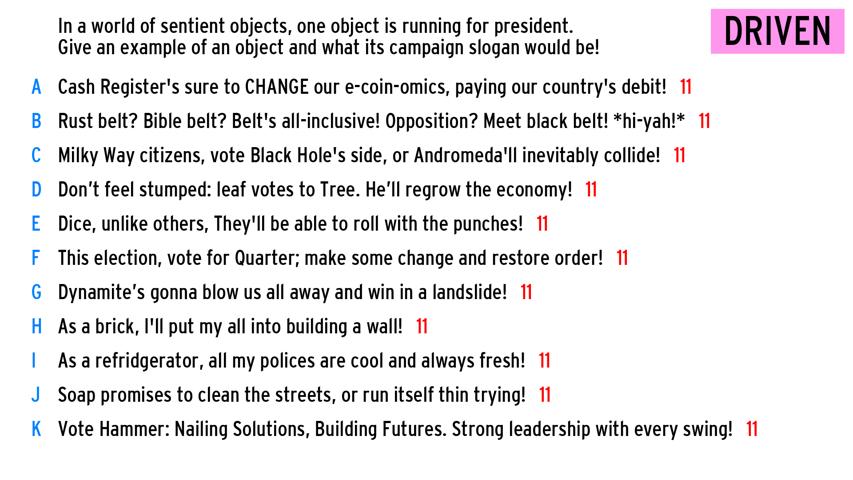 In a world of sentient objects, one object is running for president.
Give an example of an object and what its campaign slogan would be!
DRIVEN
A Cash Register's sure to CHANGE our e-coin-omics, paying our country's debit! 11
B Rust belt? Bible belt? Belt's all-inclusive! Opposition? Meet black belt! *hi-yah!* 11
C Milky Way citizens, vote Black Hole's side, or Andromeda'll inevitably collide! 11
D Don’t feel stumped: leaf votes to Tree. He’ll regrow the economy! 11
E Dice, unlike others, They'll be able to roll with the punches! 11
F This election, vote for Quarter; make some change and restore order! 11
G Dynamite’s gonna blow us all away and win in a landslide! 11
H As a brick, I'll put my all into building a wall! 11
I As a refridgerator, all my polices are cool and always fresh! 11
J Soap promises to clean the streets, or run itself thin trying! 11
K Vote Hammer: Nailing Solutions, Building Futures. Strong leadership with every swing! 11